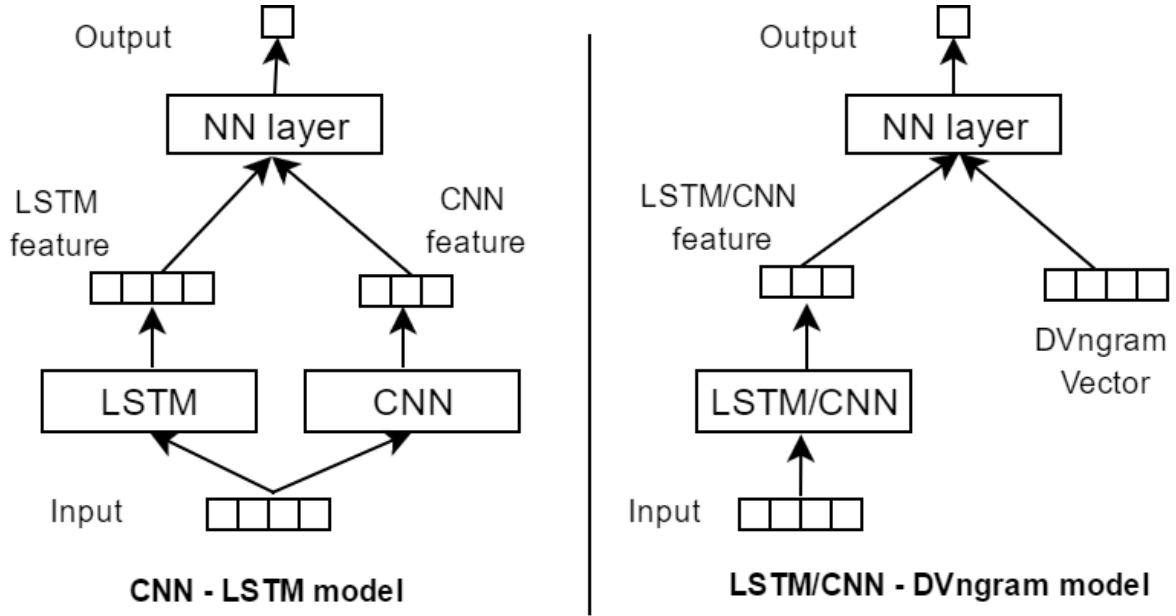 Output
NN layer
LSTM
feature
CNN
feature
LSTM
CNN
Input
CNN - LSTM model
Output
NN layer
LSTM/CNN
feature
DVngram
Vector
LSTM/CNN
Input
LSTM/CNN - DVngram model